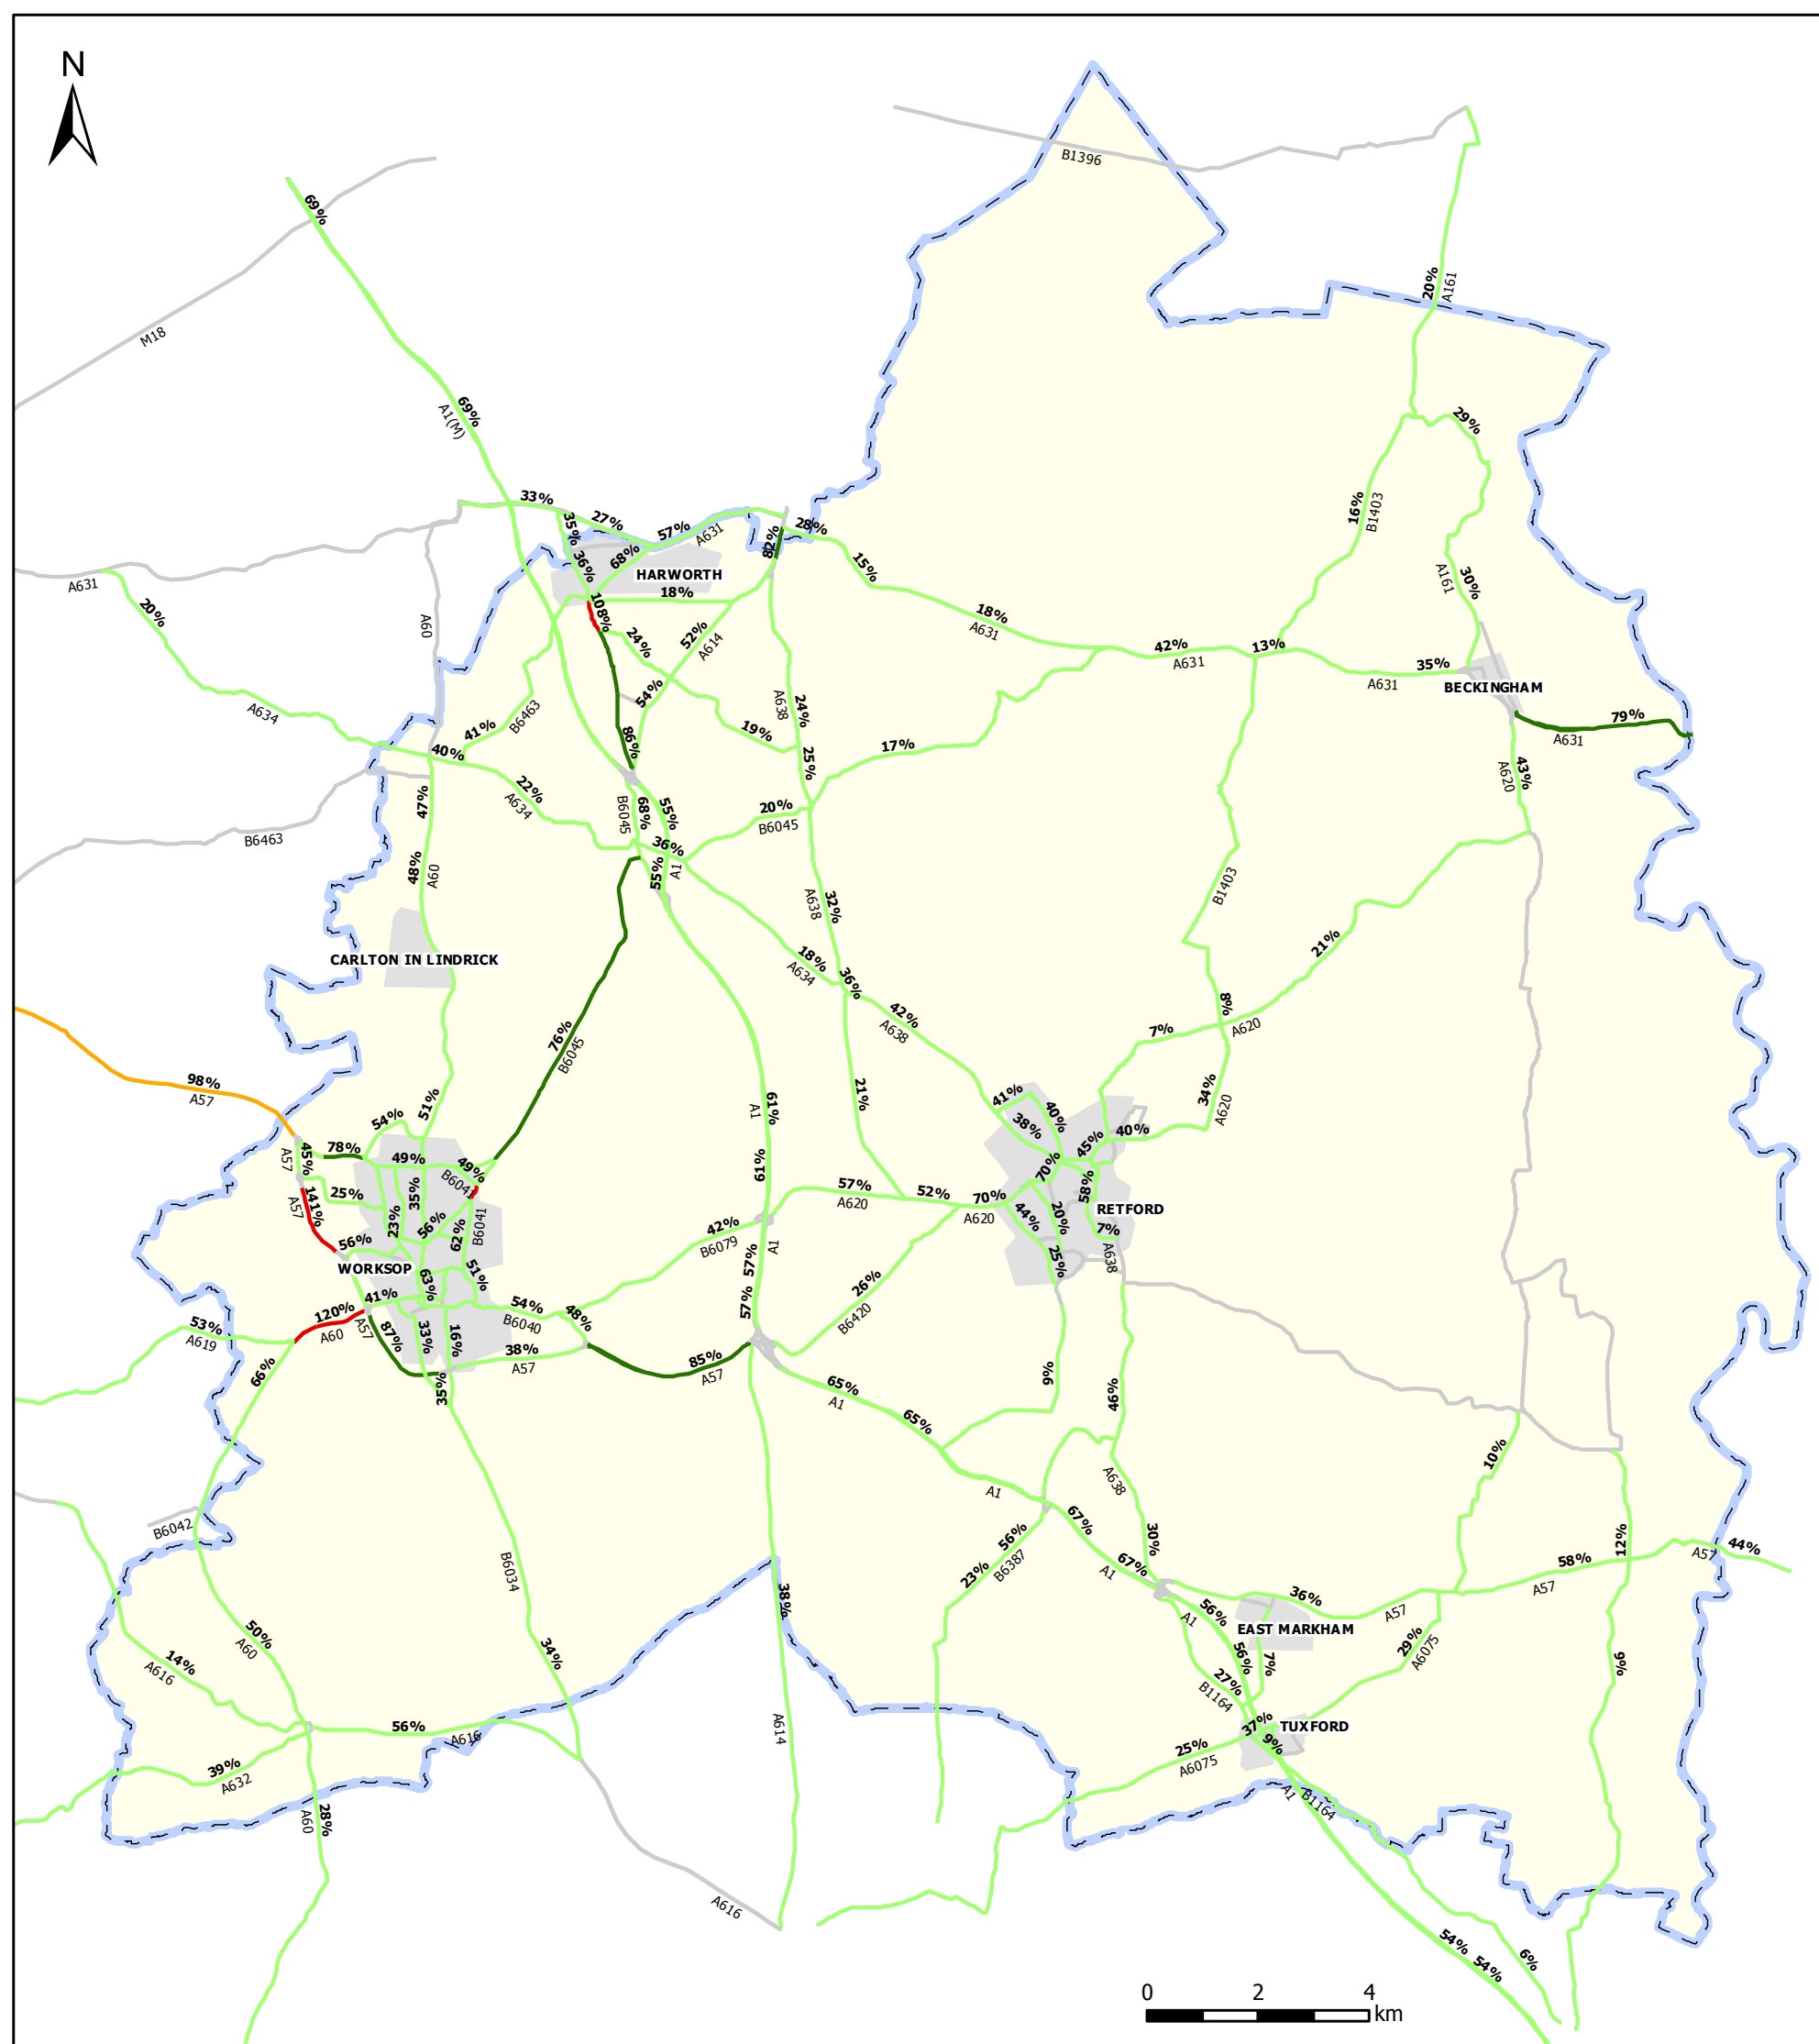 N
B1396
69%
M18
20%
A161
69%
A1(M)
29%
33%
27%
35%
57%
A631
82%
28%
16%
B1403
36%
68%
HARWORTH
15%
A631
20%
A60
18%
108%
24%
52%
A614
18%
A631
42%
A631
13%
35%
A631
BECKINGHAM
A161
30%
A634
54%
A638
24%
41%
B6463
40%
86%
19%
25%
17%
79%
A631
A620
43%
47%
22%
A634
B6045
68%
55%
20%
B6045
B6463
36%
48%
A60
55%
A1
A638
32%
B1403
CARLTON IN LINDRICK
18%
A634
36%
42%
A638
21%
8%
7%
A620
76%
B6045
98%
A57
54%
51%
A1
61%
21%
41%
40%
38%
34%
A620
45%
A57
78%
49%
49%
B6041
61%
45%
40%
70%
58%
25%
35%
141%
A57
23%
56%
62%
B6041
57%
A620
52%
70%
A620
44%
20%
RETFORD
7%
A638
25%
42%
B6079
A1
57%
56%
WORKSOP
63%
51%
41%
120%
A60
A57
87%
33%
16%
54%
B6040
48%
57%
26%
B6420
53%
A619
66%
38%
A57
85%
A57
35%
65%
A1
65%
9%
46%
A638
10%
A1
B6042
B6034
67%
56%
B6387
23%
67%
A1
30%
12%
58%
A57
A57
44%
38%
36%
A57
50%
A60
34%
A1
56%
EAST MARKHAM
56%
7%
29%
A6075
9%
14%
A616
27%
B1164
56%
A616
A614
37%
TUXFORD
9%
25%
A6075
39%
A632
A60
28%
A1
B1164
A616
54%
54%
6%
0 2 4
km